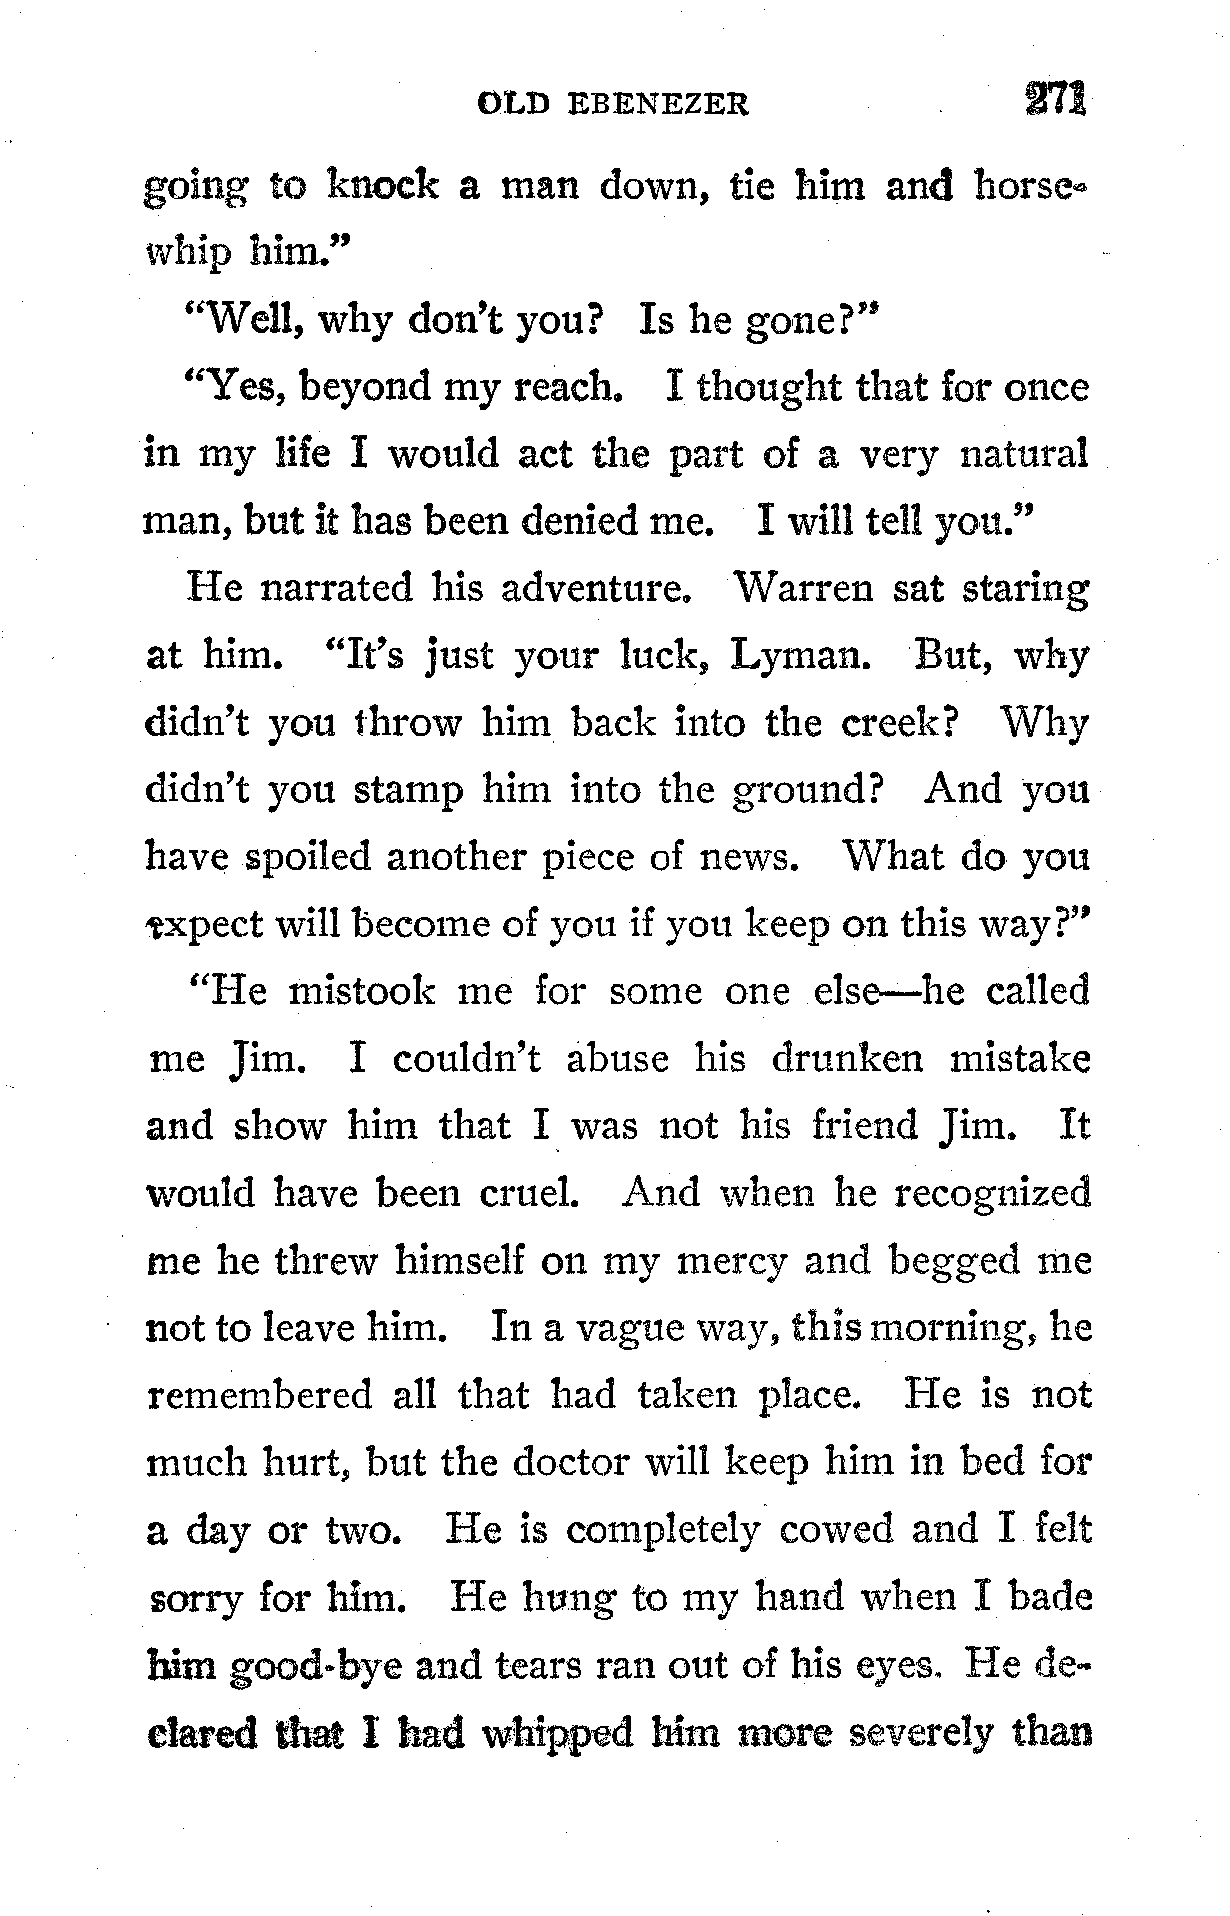 OLD EBENEZER 271
going to knock a man down, tie him and horse-
whip him."
"Well, why don't you? Is he gone?"
"Yes, beyond my reach. I thought that for once
in my life I would act the part of a very natural
man, but it has been denied me. I will tell you."
He narrated his adventure. Warren sat staring
at him. "It's just your luck, Lyman. But, why
didn't you throw him back into the creek? Why
didn't you stamp him into the ground? And you
have spoiled another piece of news. What do you
expect will become of you if you keep on this way?"
"He mistook me for some one else—he called
me Jim. I couldn't abuse his drunken mistake
and show him that I was not his friend Jim. It
would have been cruel. And when he recognized
me he threw himself on my mercy and begged me
not to leave him. In a vague way, this morning, he
remembered all that had taken place. He is not
much hurt, but the doctor will keep him in bed for
a day or two. He is completely cowed and I felt
sorry for him. He hung to my hand when I bade
him good-bye and tears ran out of his eyes. He de-
clared that I had whipped him more severely than